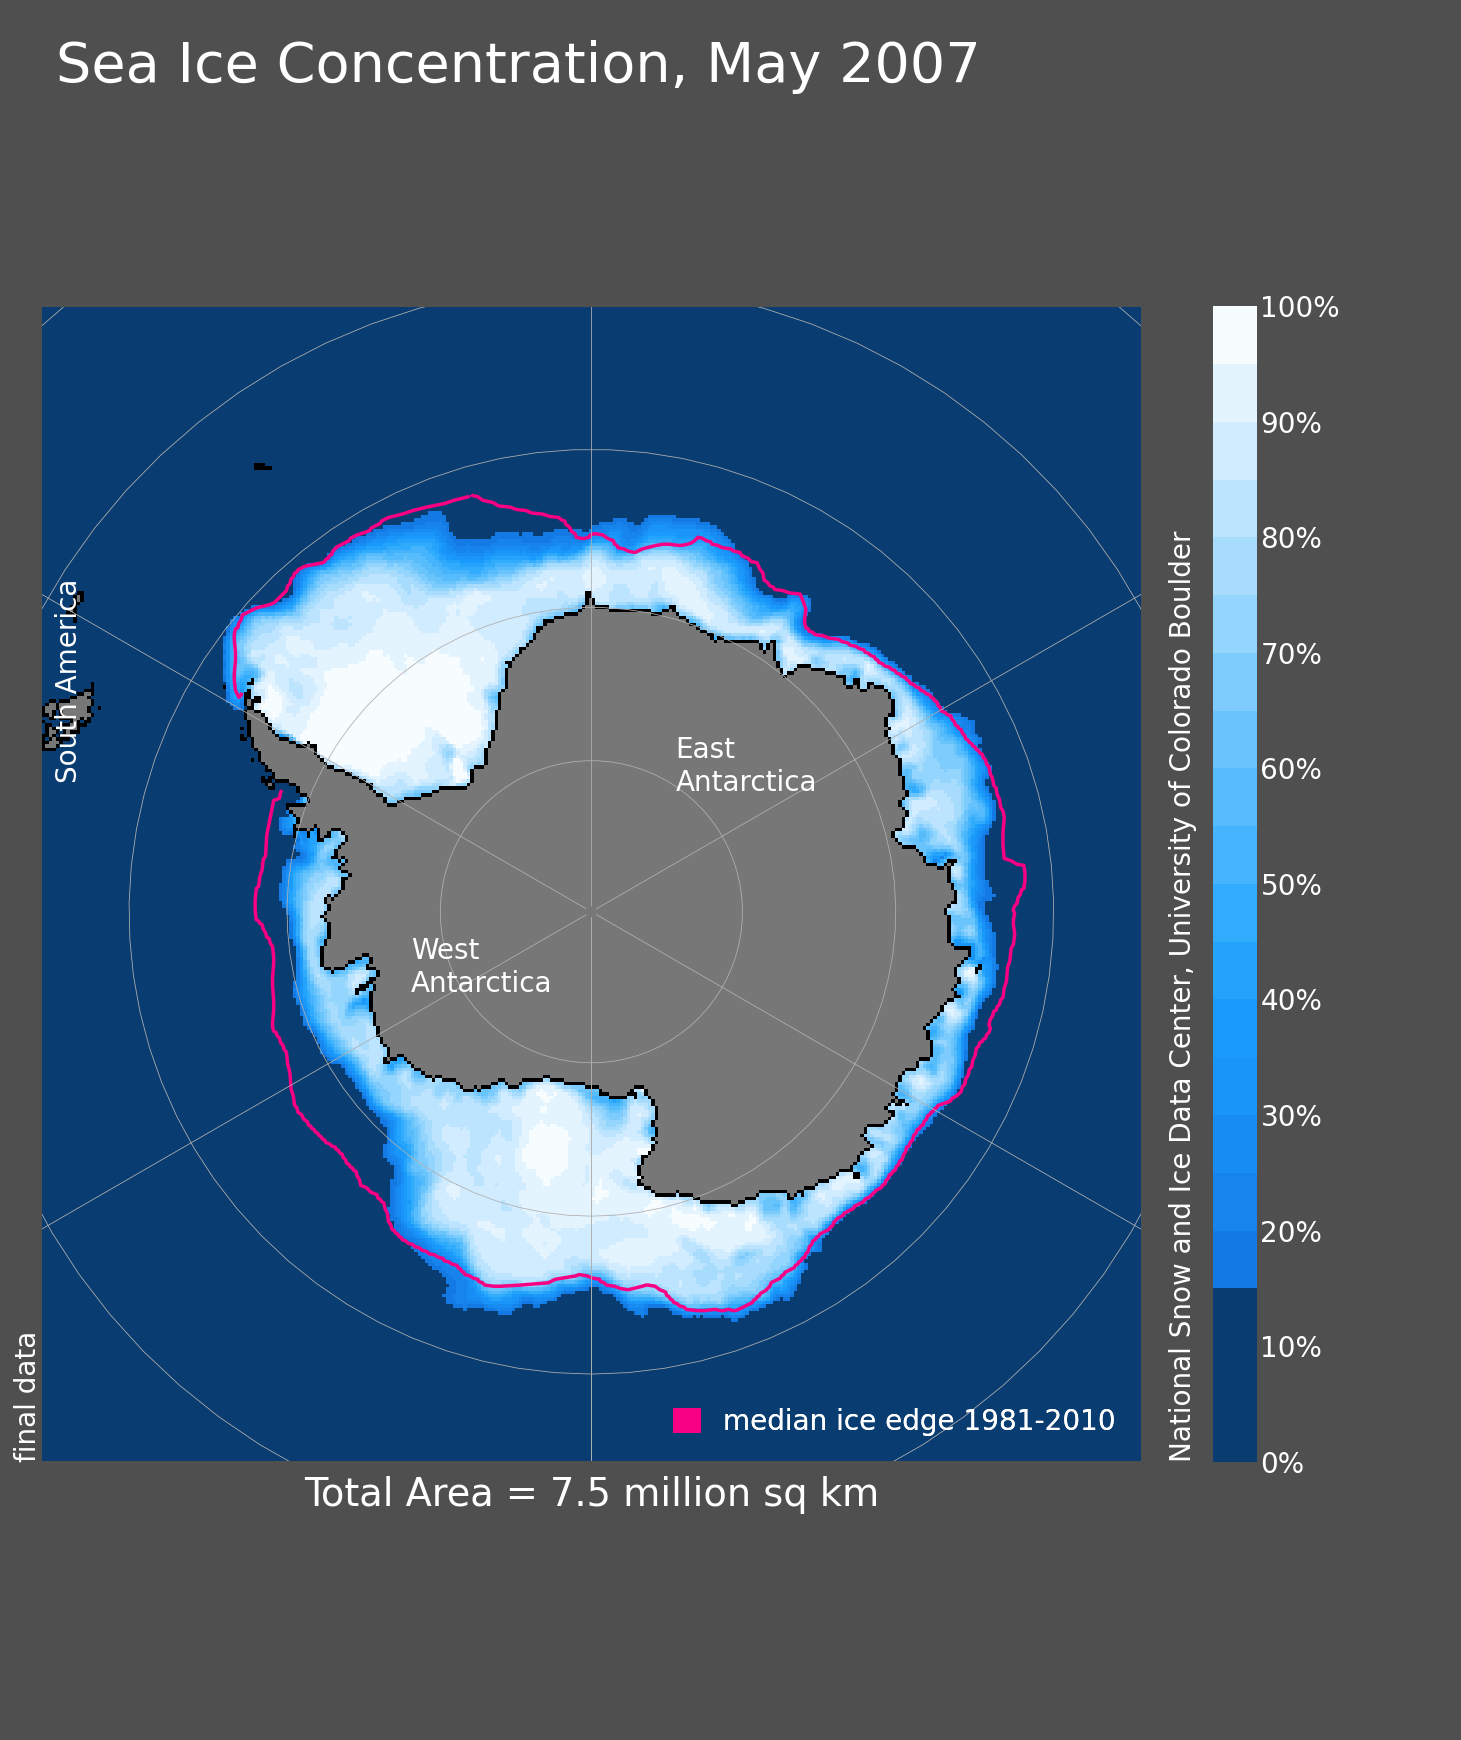 Sea Ice Concentration, May 2007
South America
East
Antarctica
West
Antarctica
median ice edge 1981-2010
final data
Total Area = 7.5 million sq km
National Snow and Ice Data Center, University of Colorado Boulder
100%
90%
80%
70%
60%
50%
40%
30%
20%
10%
0%